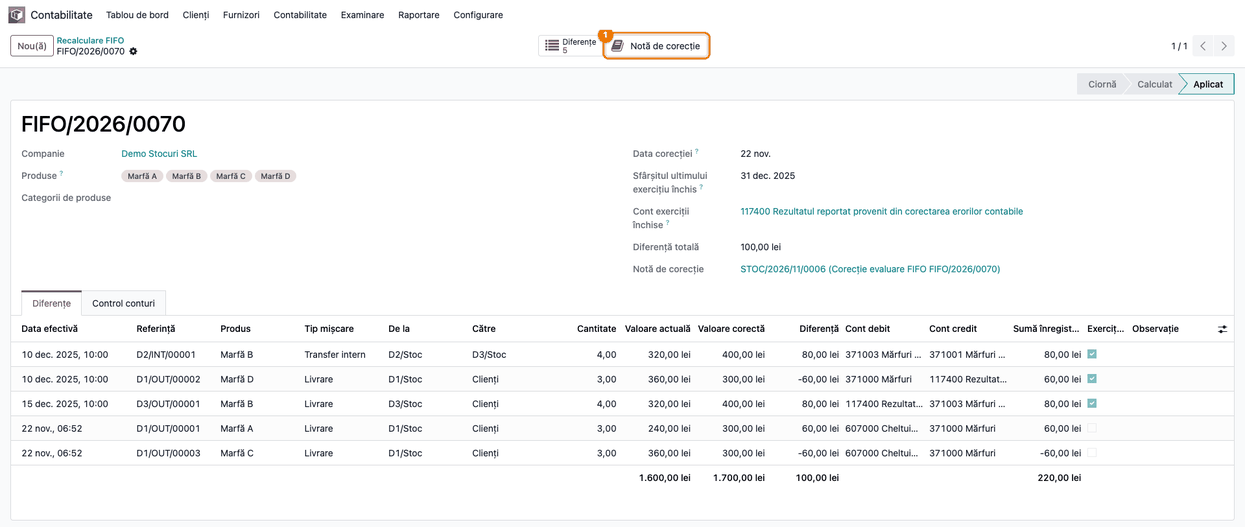 Contabilitate Tablou de bord Clienți Furnizori Contabilitate Examinare Raportare Configurare
Nou(ă) Recalculare FIFO
FIFO/2026/0070
Diferențe
5
1
Notă de corecție
1 / 1
Ciornă Calculat Aplicat
FIFO/2026/0070
Companie Demo Stocuri SRL
Produse ? Marfă A Marfă B Marfă C Marfă D
Categorii de produse
Data corecției ? 22 nov.
Sfârșitul ultimului exercițiu închis ? 31 dec. 2025
Cont exerciții închise ? 117400 Rezultatul reportat provenit din corectarea erorilor contabile
Diferență totală 100,00 lei
Notă de corecție STOC/2026/11/0006 (Corecție evaluare FIFO FIFO/2026/0070)
Diferențe Control conturi
Data efectivă Referință Produs Tip mișcare De la Către Cantitate Valoare actuală Valoare corectă Diferență Cont debit Cont credit Sumă înregist... Exerciț... Observație
10 dec. 2025, 10:00 D2/INT/00001 Marfă B Transfer intern D2/Stoc D3/Stoc 4,00 320,00 lei 400,00 lei 80,00 lei 371003 Mărfuri ... 371001 Mărfuri ... 80,00 lei
10 dec. 2025, 10:00 D1/OUT/00002 Marfă D Livrare D1/Stoc Clienți 3,00 360,00 lei 300,00 lei -60,00 lei 371000 Mărfuri 117400 Rezultat... 60,00 lei
15 dec. 2025, 10:00 D3/OUT/00001 Marfă B Livrare D3/Stoc Clienți 4,00 320,00 lei 400,00 lei 80,00 lei 117400 Rezultat... 371003 Mărfuri ... 80,00 lei
22 nov., 06:52 D1/OUT/00001 Marfă A Livrare D1/Stoc Clienți 3,00 240,00 lei 300,00 lei 60,00 lei 607000 Cheltui... 371000 Mărfuri 60,00 lei
22 nov., 06:52 D1/OUT/00003 Marfă C Livrare D1/Stoc Clienți 3,00 360,00 lei 300,00 lei -60,00 lei 607000 Cheltui... 371000 Mărfuri -60,00 lei
1.600,00 lei 1.700,00 lei 100,00 lei 220,00 lei